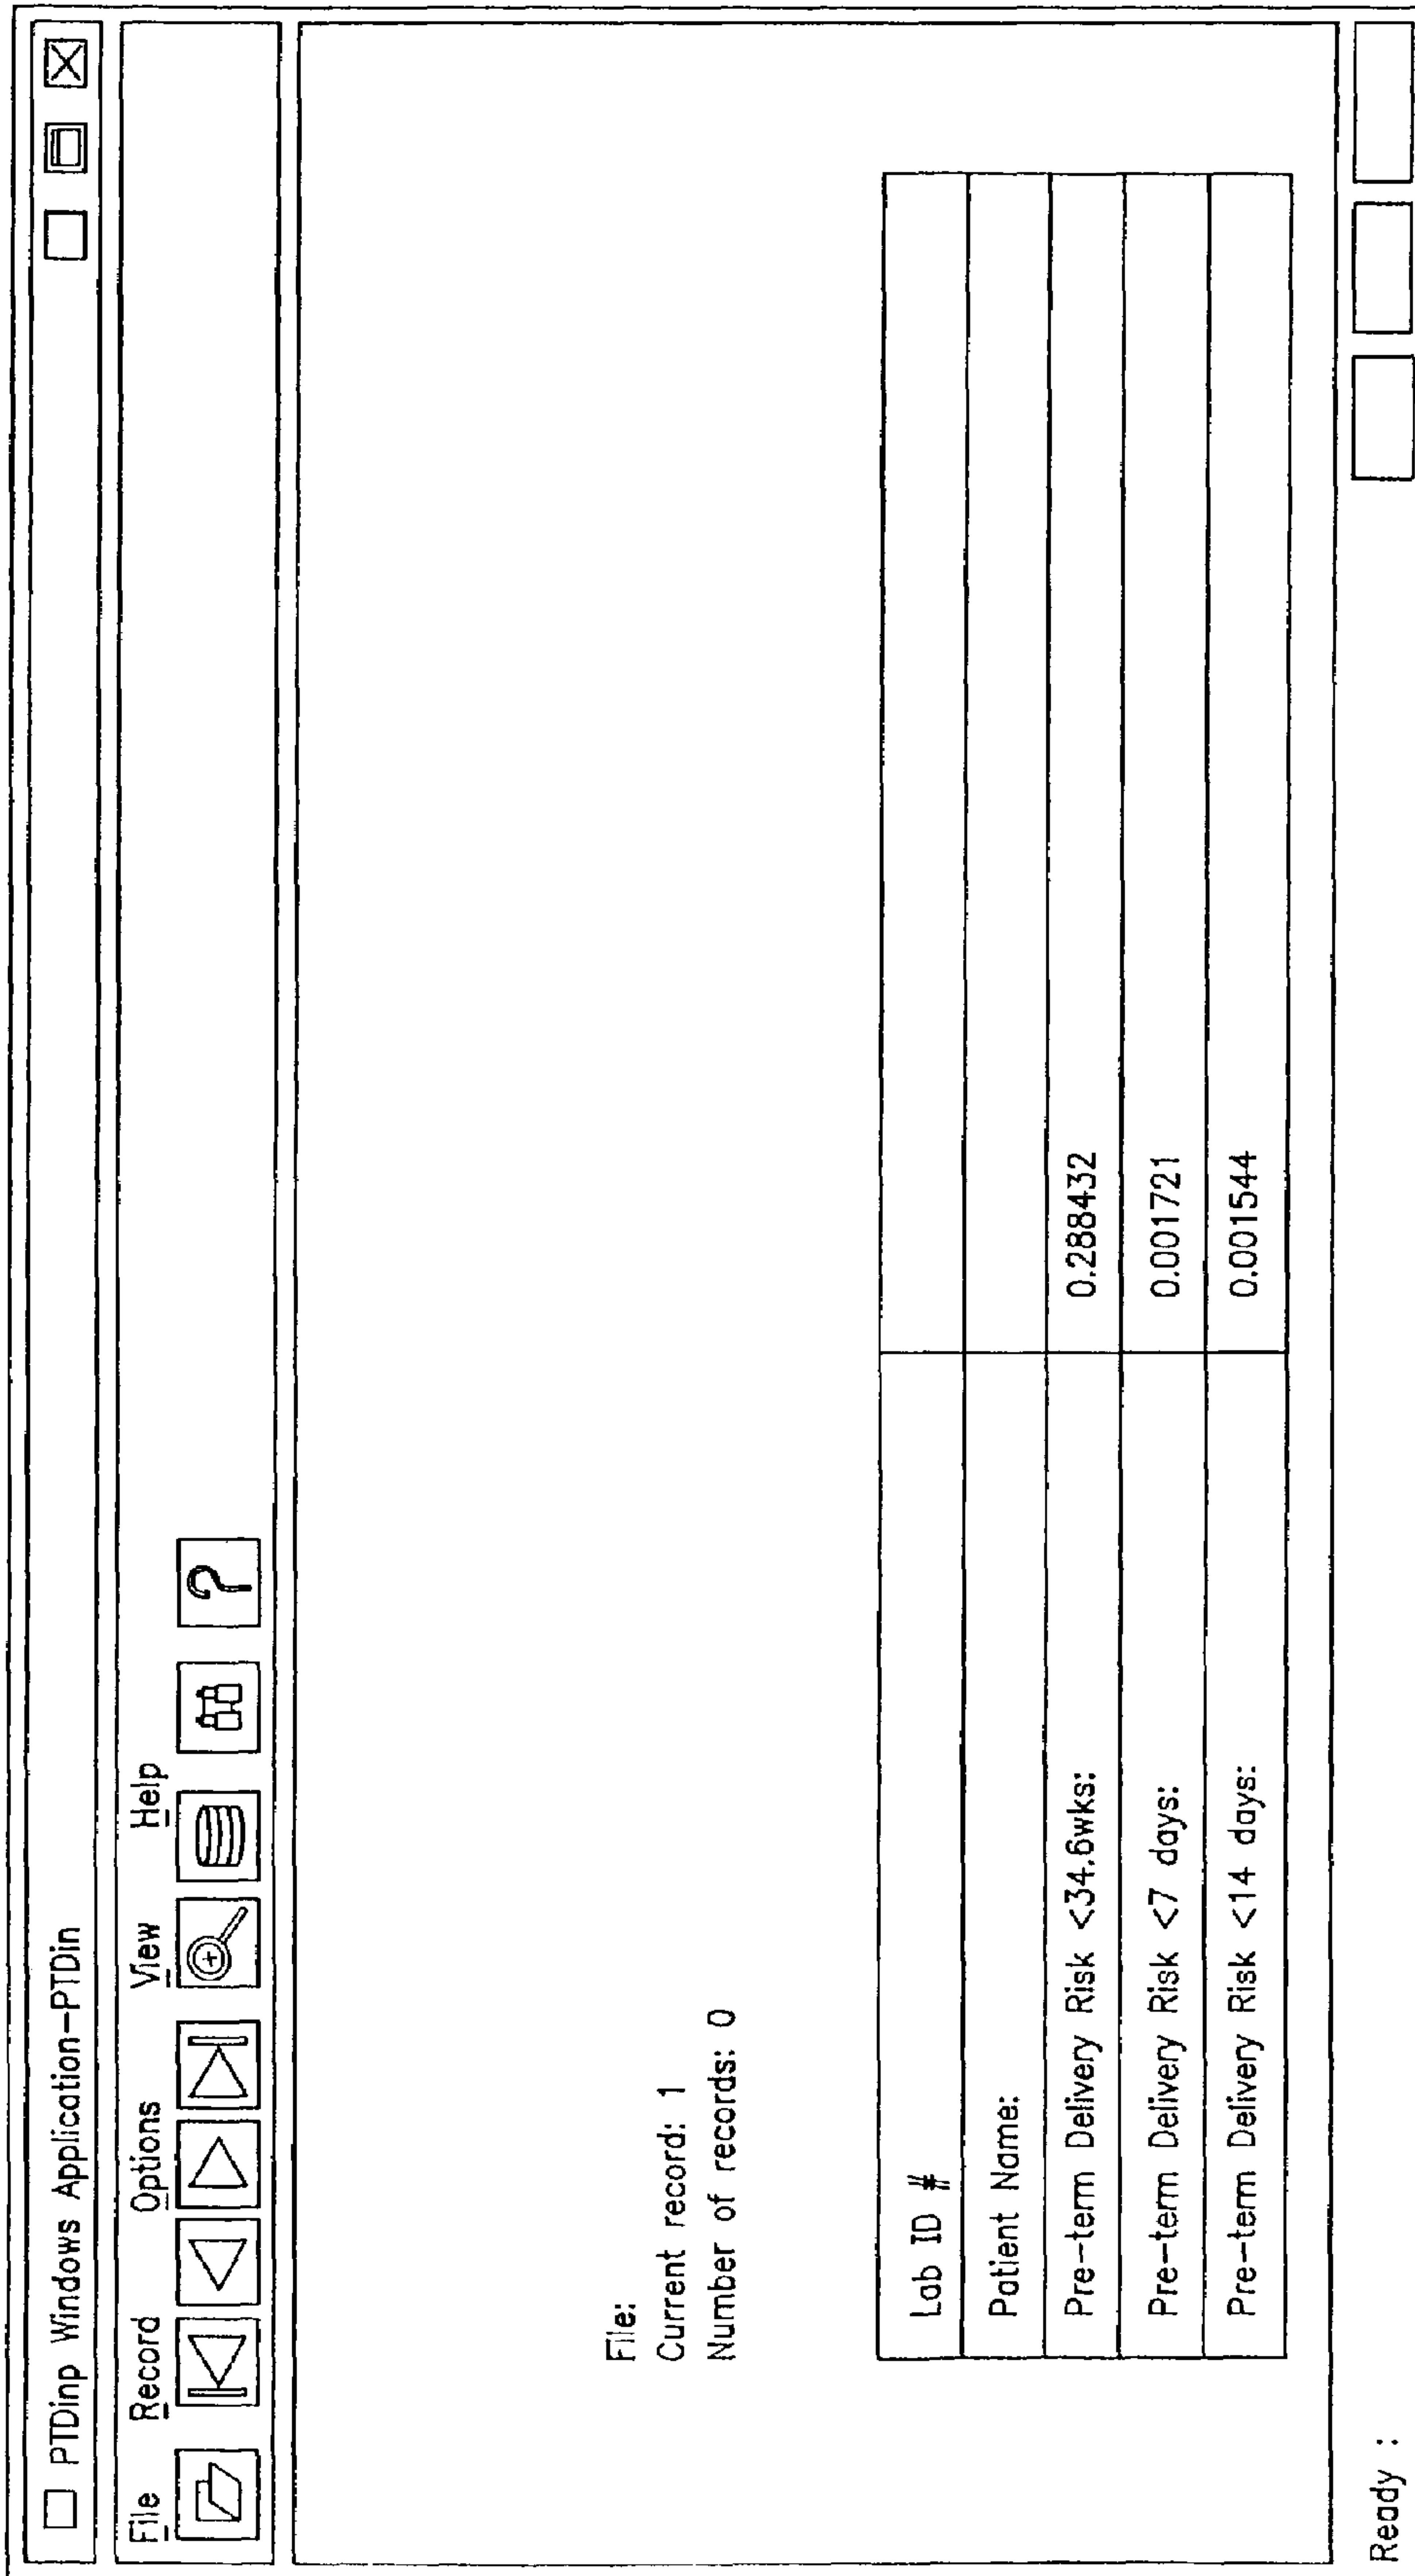 PTDinp Windows Application-PTDin
File Record Options View Help
?
File:
Current record: 1
Number of records: 0
Lab ID #
Patient Name:
Pre-term Delivery Risk <34.6wks: 0.288432
Pre-term Delivery Risk <7 days: 0.001721
Pre-term Delivery Risk <14 days: 0.001544
Ready :